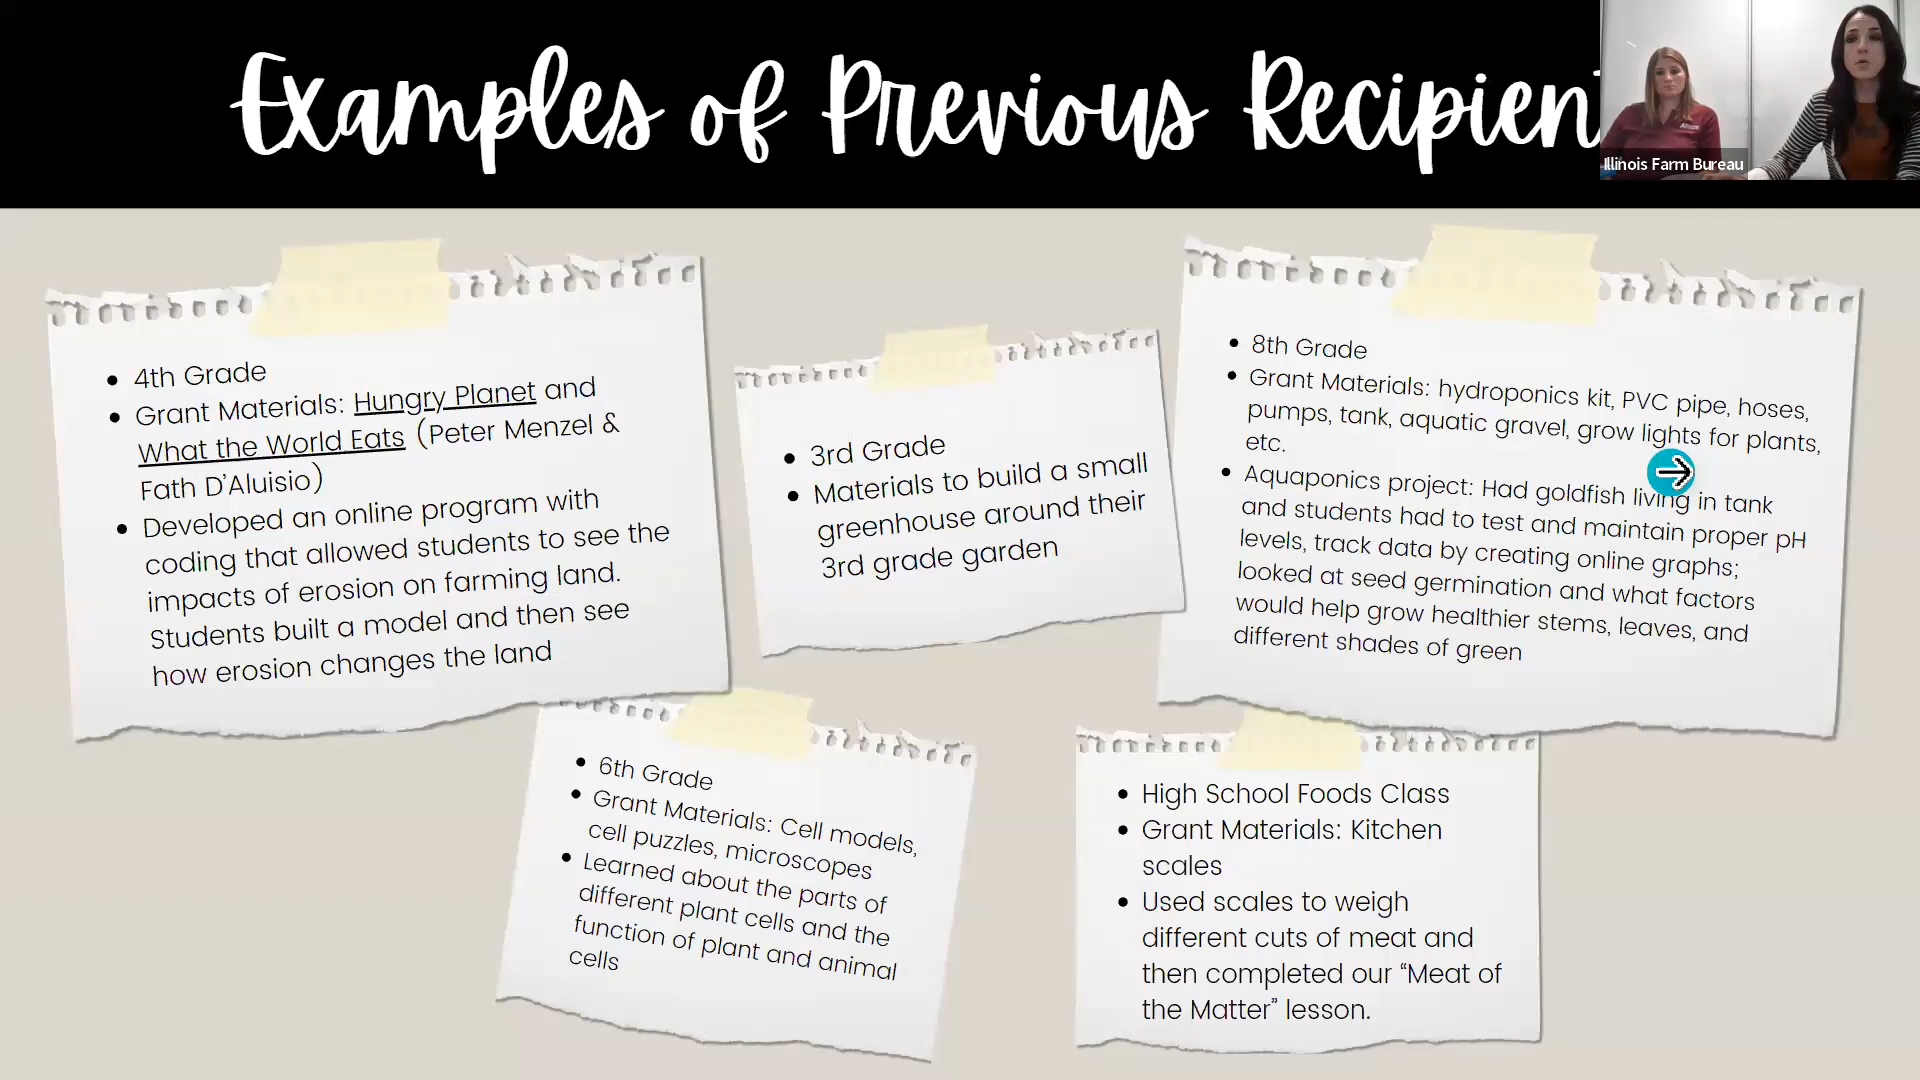 Examples of Previous Recipien
Illinois Farm Bureau
4th Grade
Grant Materials: Hungry Planet and
What the World Eats (Peter Menzel &
Fath D'Aluisio)
Developed an online program with
coding that allowed students to see the
impacts of erosion on farming land.
Students built a model and then see
how erosion changes the land
3rd Grade
Materials to build a small
greenhouse around their
3rd grade garden
8th Grade
Grant Materials: hydroponics kit, PVC pipe, hoses,
pumps, tank, aquatic gravel, grow lights for plants,
etc.
Aquaponics project: Had goldfish living in tank
and students had to test and maintain proper pH
levels, track data by creating online graphs;
looked at seed germination and what factors
would help grow healthier stems, leaves, and
different shades of green
6th Grade
Grant Materials: Cell models,
cell puzzles, microscopes
Learned about the parts of
different plant cells and the
function of plant and animal
cells
High School Foods Class
Grant Materials: Kitchen
scales
Used scales to weigh
different cuts of meat and
then completed our “Meat of
the Matter” lesson.